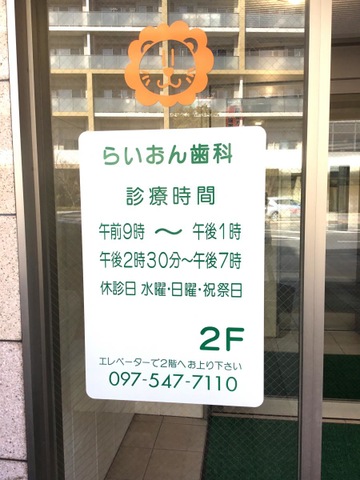 らいおん歯科
診療時間
午前9時 〜 午後1時
午後2時30分〜午後7時
休診日 水曜・日曜・祝祭日
2F
エレベーターで2階へお上り下さい
097-547-7110